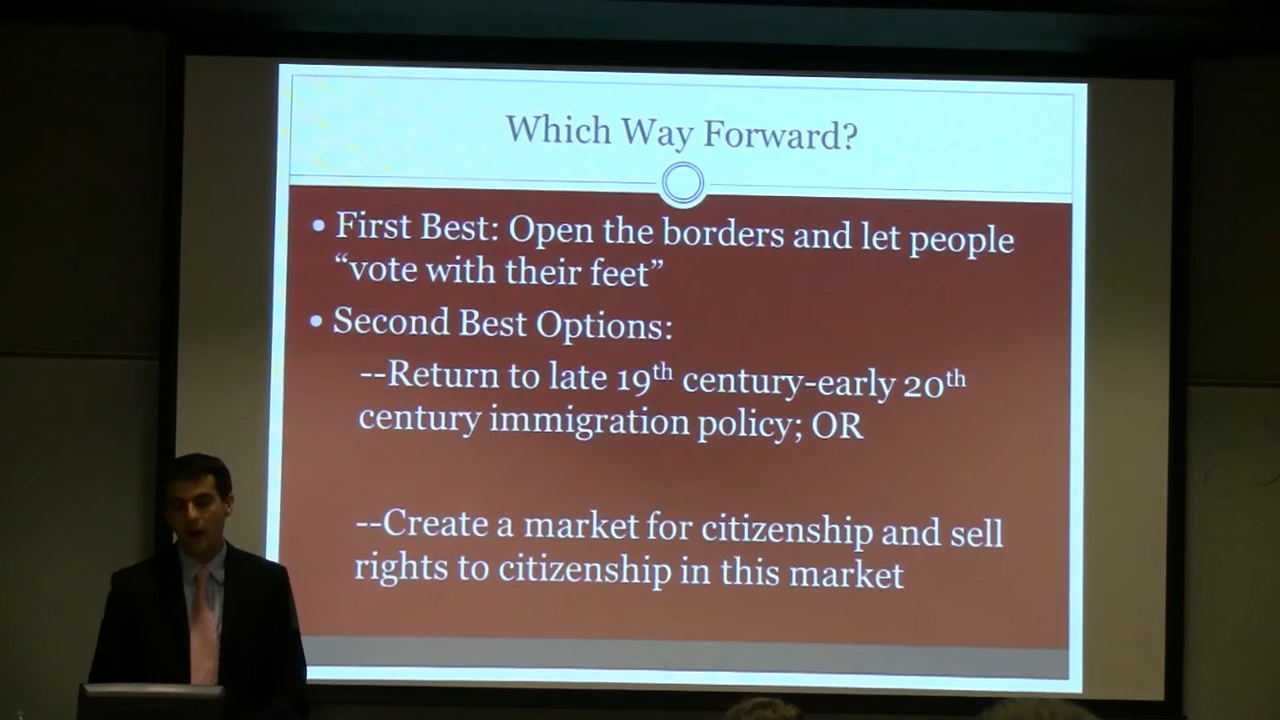 Which Way Forward?
• First Best: Open the borders and let people
“vote with their feet”
• Second Best Options:
--Return to late 19th century-early 20th
century immigration policy; OR
--Create a market for citizenship and sell
rights to citizenship in this market